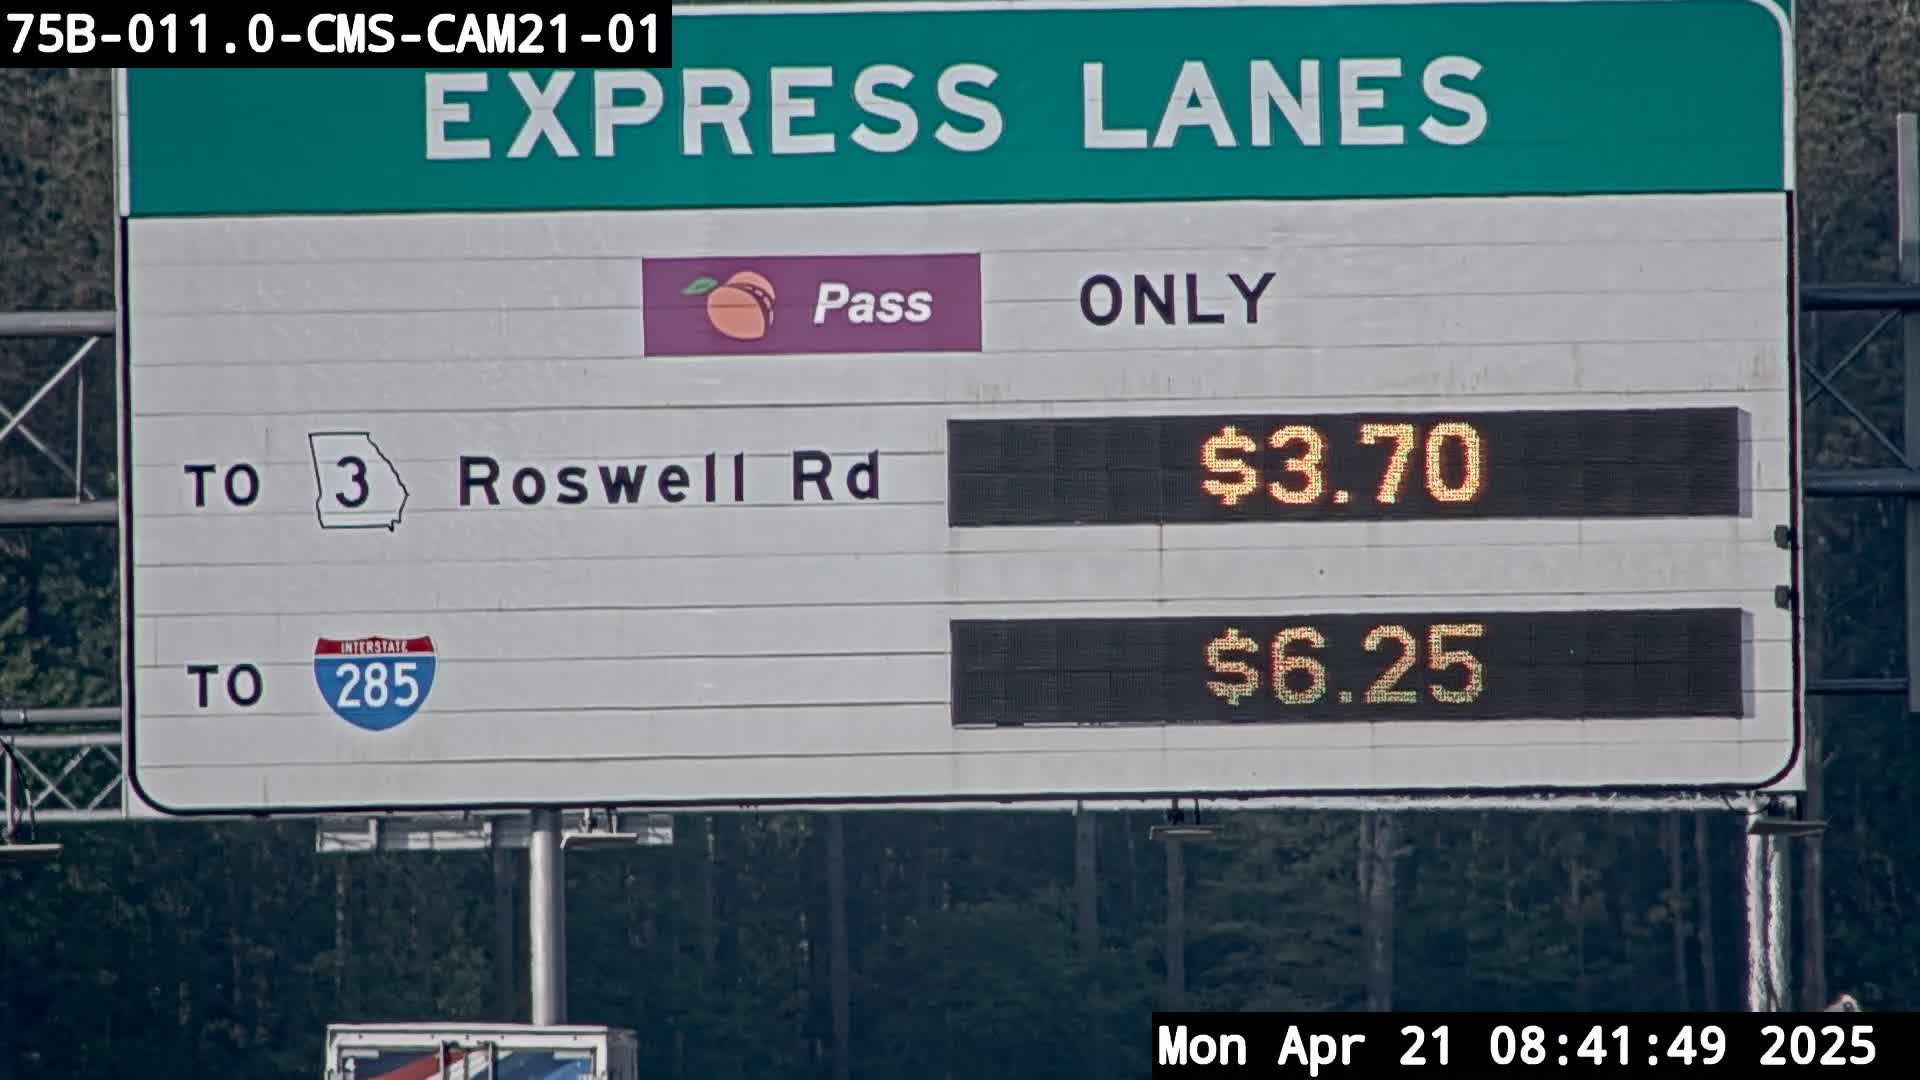 75B-011.0-CMS-CAM21-01
EXPRESS LANES
Pass ONLY
TO 3 Roswell Rd $3.70
INTERSTATE
TO 285 $6.25
Mon Apr 21 08:41:49 2025